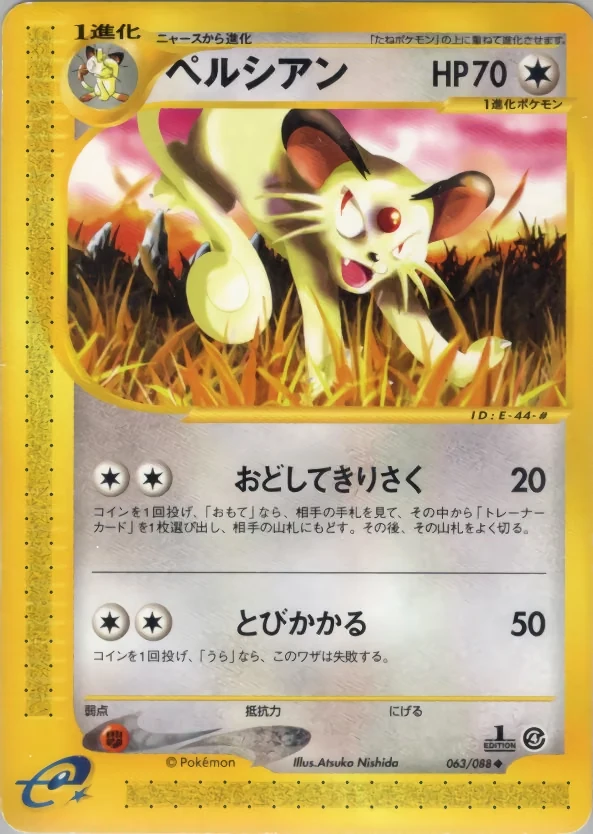 1進化
ニャースから進化
「たねポケモン」の上に重ねて進化させます。
ペルシアン HP70
1進化ポケモン
ID:E-44-#
おどしてきりさく 20
コインを1回投げ、「おもて」なら、相手の手札を見て、その中から「トレーナー
カード」を1枚選び出し、相手の山札にもどす。その後、その山札をよく切る。
とびかかる 50
コインを1回投げ、「うら」なら、このワザは失敗する。
弱点 抵抗力 にげる
1
EDITION
© Pokémon Illus.Atsuko Nishida 063/088
e